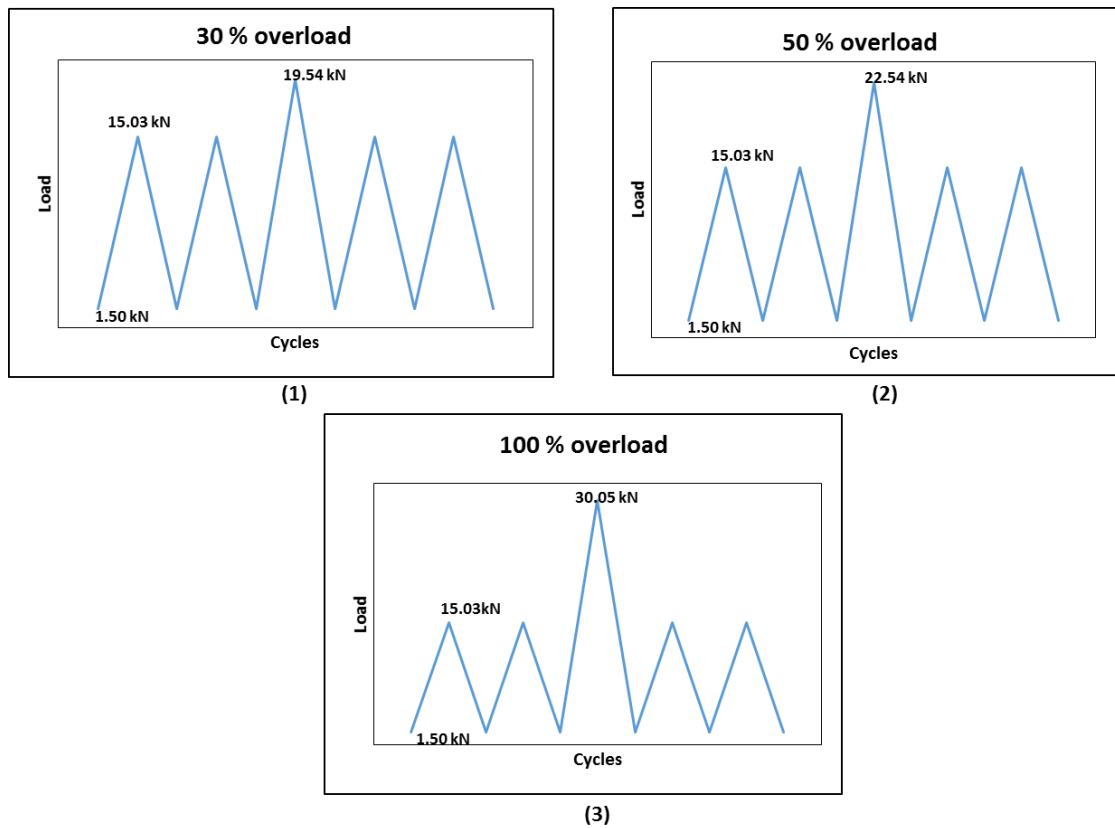 30 % overload
19.54 kN
15.03 kN
Load
1.50 kN
Cycles
(1)
50 % overload
22.54 kN
15.03 kN
Load
1.50 kN
Cycles
(2)
100 % overload
30.05 kN
15.03kN
Load
1.50 kN
Cycles
(3)